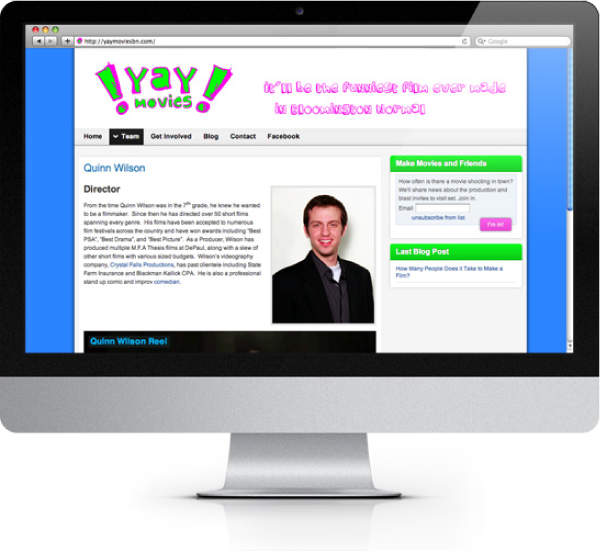 http://yaymoviesbn.com/
Google
!Yay!
Movies
it'll be the funniest film ever made
in Bloomington Normal
Home Team Get Involved Blog Contact Facebook
Quinn Wilson
Director
From the time Quinn Wilson was in the 7th grade, he knew he wanted
to be a filmmaker. Since then he has directed over 50 short films
spanning every genre. His films have been accepted to numerous
film festivals across the country and have won awards including "Best
PSA", "Best Drama", and "Best Picture". As a Producer, Wilson has
produced multiple M.F.A Thesis films at DePaul, along with a slew of
other short films with various sized budgets. Wilson's videography
company, Crystal Falls Productions, has past clientele including State
Farm Insurance and Blackman Kallick CPA. He is also a professional
stand up comic and improv comedian.
Quinn Wilson Reel
Make Movies and Friends
How often is there a movie shooting in town?
We'll share news about the production and
blast invites to visit set. Join in.
Email
unsubscribe from list
I'm in!
Last Blog Post
How Many People Does it Take to Make a
Film?